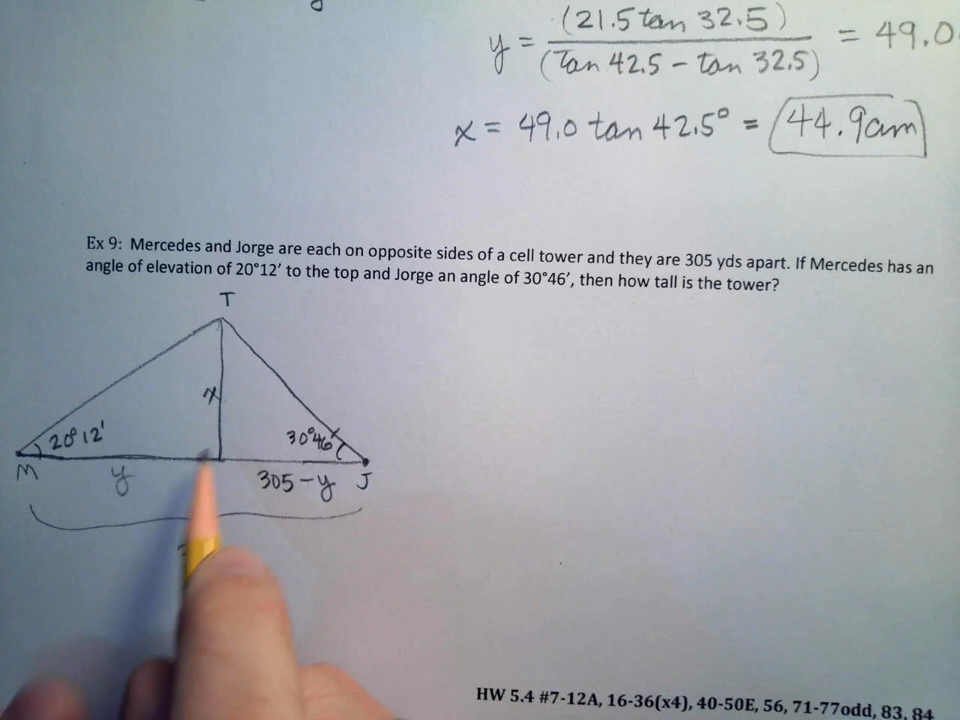 y = (21.5 tan 32.5) / (Tan 42.5 - tan 32.5) = 49.0
x = 49.0 tan 42.5° = 44.9cm
Ex 9: Mercedes and Jorge are each on opposite sides of a cell tower and they are 305 yds apart. If Mercedes has an
angle of elevation of 20°12′ to the top and Jorge an angle of 30°46′, then how tall is the tower?
T
x
20°12' 30°46'
M y 305-y J
HW 5.4 #7-12A, 16-36(x4), 40-50E, 56, 71-77odd, 83, 84